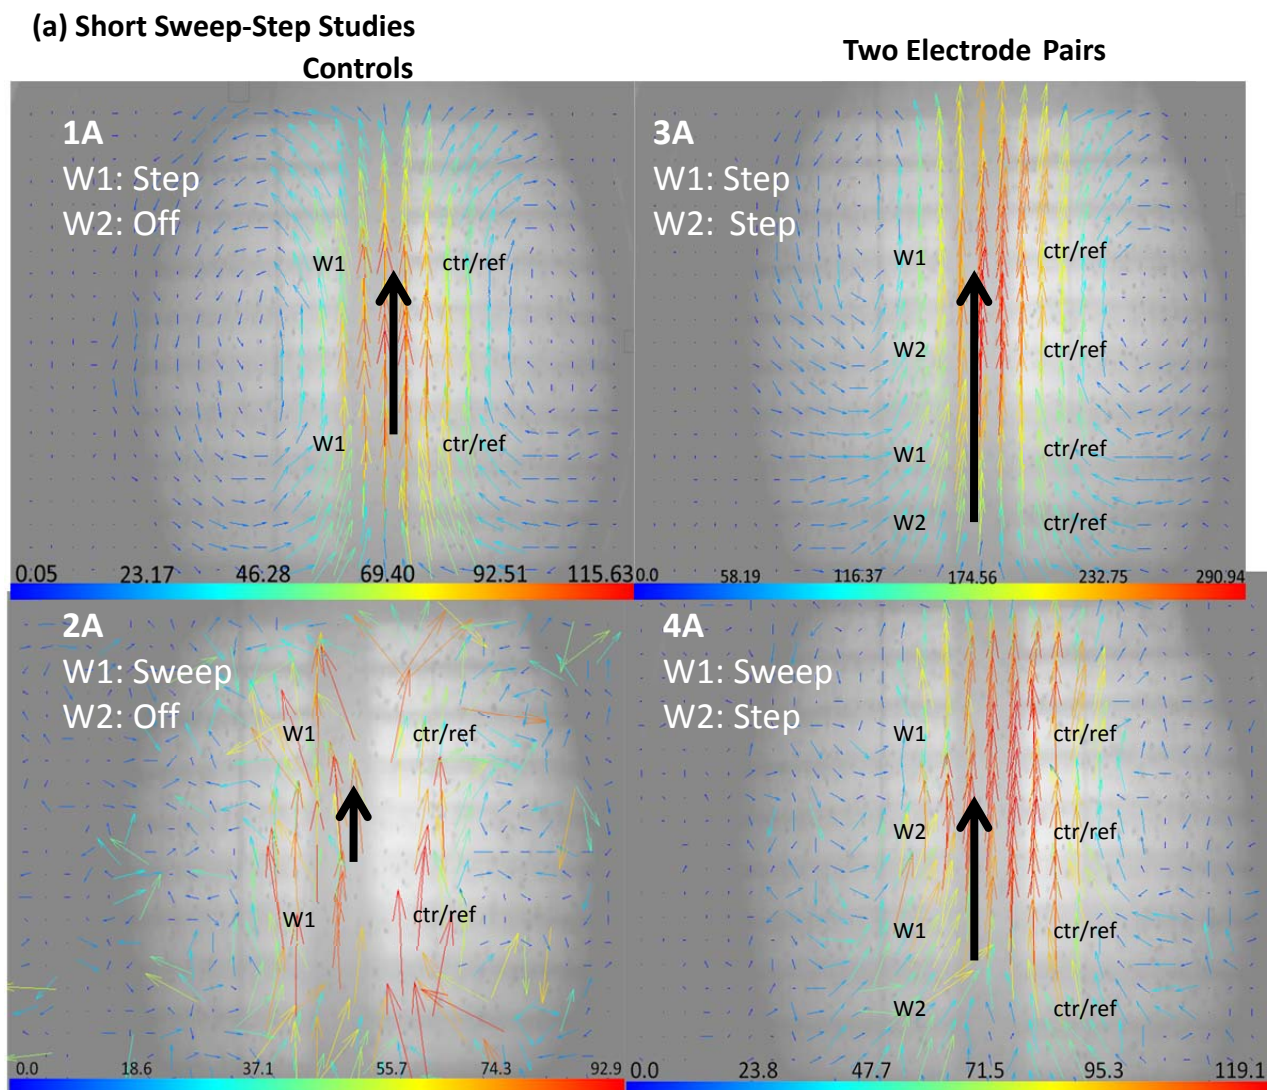 (a) Short Sweep-Step Studies
Controls
Two Electrode Pairs
1A
W1: Step
W2: Off
W1
ctr/ref
W1
ctr/ref
0.05 23.17 46.28 69.40 92.51 115.63
3A
W1: Step
W2: Step
W1
ctr/ref
W2
ctr/ref
W1
ctr/ref
W2
ctr/ref
0.0 58.19 116.37 174.56 232.75 290.94
2A
W1: Sweep
W2: Off
W1
ctr/ref
W1
ctr/ref
0.0 18.6 37.1 55.7 74.3 92.9
4A
W1: Sweep
W2: Step
W1
ctr/ref
W2
ctr/ref
W1
ctr/ref
W2
ctr/ref
0.0 23.8 47.7 71.5 95.3 119.1